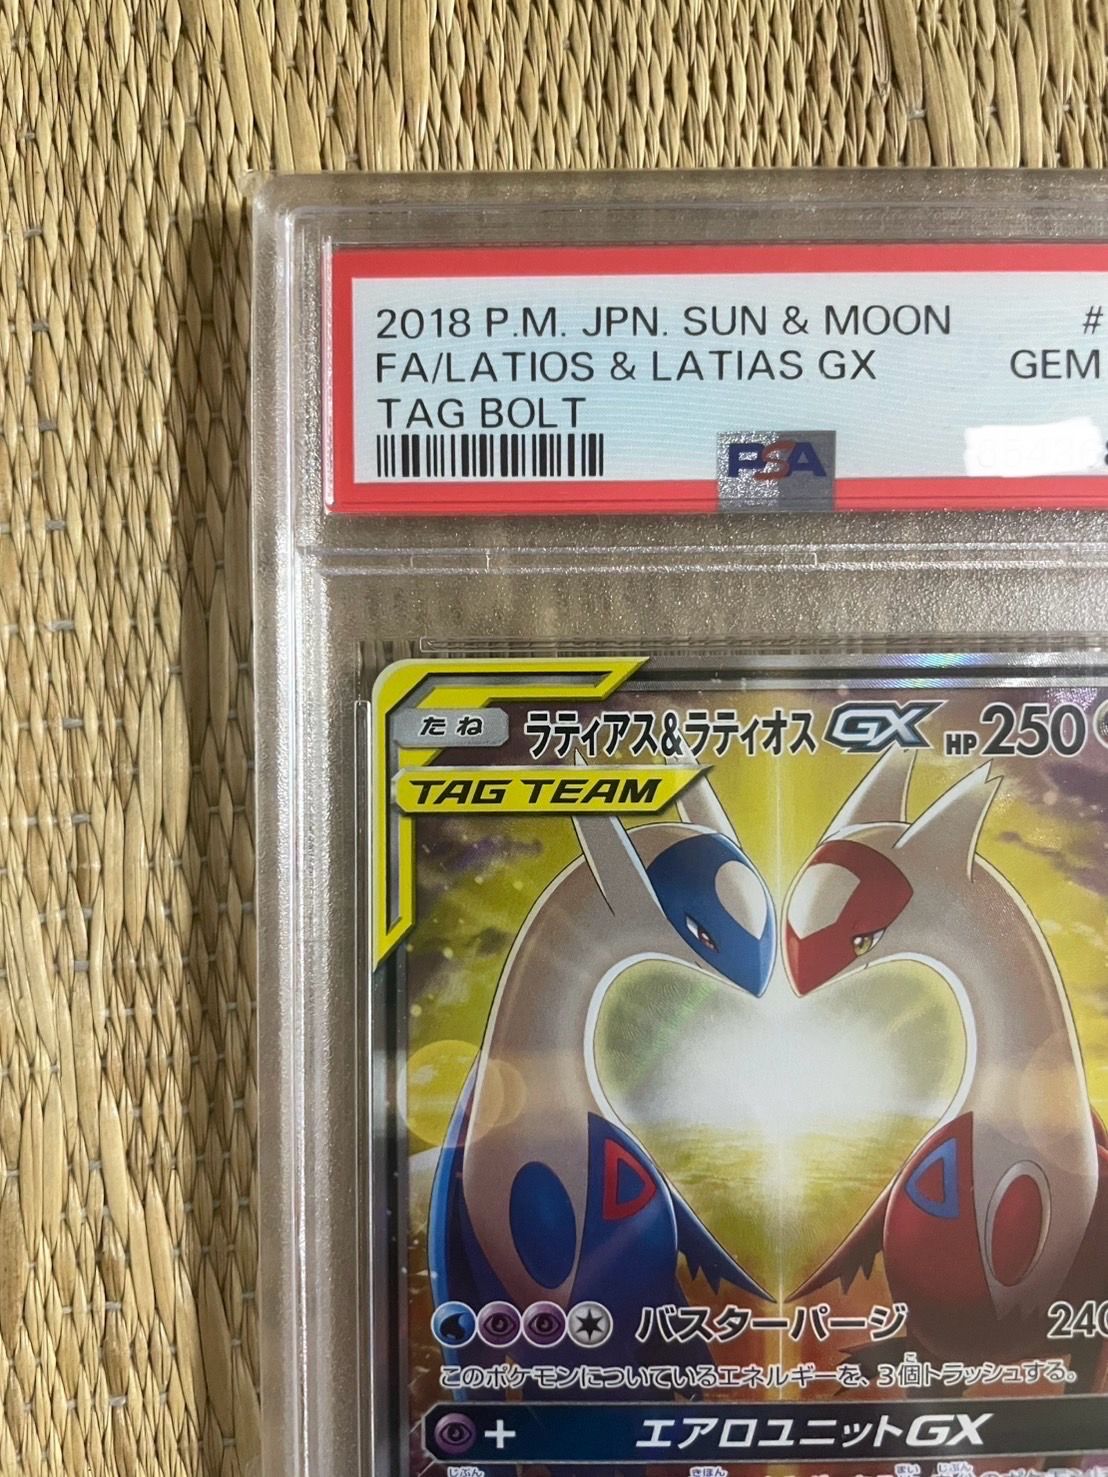 2018 P.M. JPN. SUN & MOON #
FA/LATIOS & LATIAS GX GEM
TAG BOLT
PSA
たね ラティアス&ラティオスGX HP 250
TAG TEAM
バスターパージ 240
このポケモンについているエネルギーを、3個トラッシュする。
+ エアロユニットGX